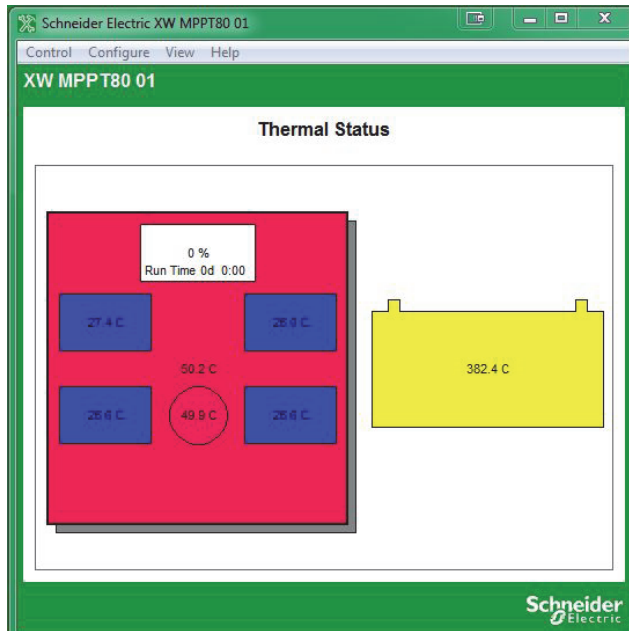 Schneider Electric XW MPPT80 01
Control Configure View Help
XW MPPT80 01
Thermal Status
0 %
Run Time 0d 0:00
27.4 C
50.2 C
382.4 C
49.9 C
Schneider
Electric